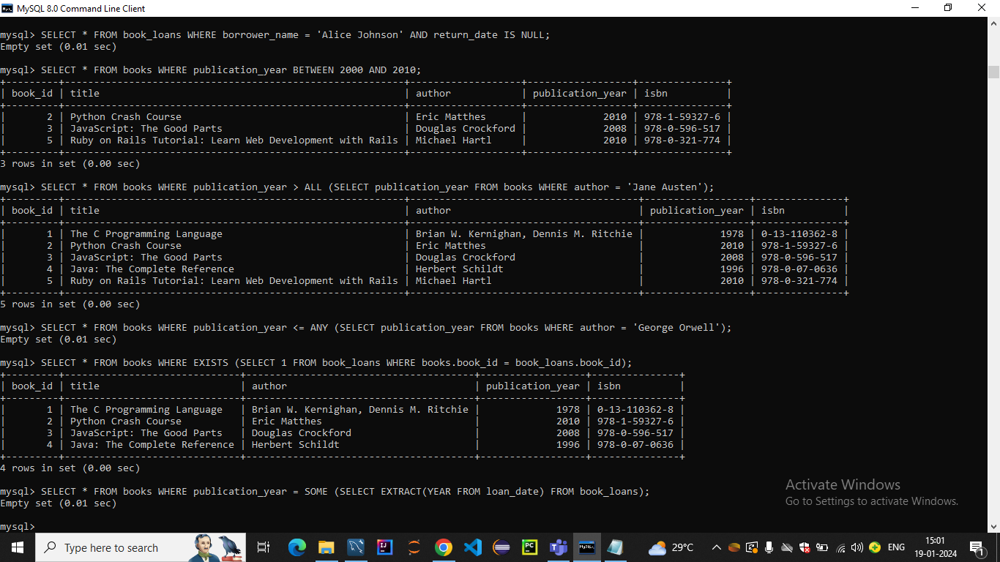 MySQL 8.0 Command Line Client
mysql> SELECT * FROM book_loans WHERE borrower_name = 'Alice Johnson' AND return_date IS NULL;
Empty set (0.01 sec)
mysql> SELECT * FROM books WHERE publication_year BETWEEN 2000 AND 2010;
+---------+----------------------------------------------------------+-------------------+------------------+---------------+
| book_id | title                                                    | author            | publication_year | isbn          |
+---------+----------------------------------------------------------+-------------------+------------------+---------------+
|       2 | Python Crash Course                                      | Eric Matthes      |             2010 | 978-1-59327-6 |
|       3 | JavaScript: The Good Parts                               | Douglas Crockford |             2008 | 978-0-596-517 |
|       5 | Ruby on Rails Tutorial: Learn Web Development with Rails | Michael Hartl     |             2010 | 978-0-321-774 |
+---------+----------------------------------------------------------+-------------------+------------------+---------------+
3 rows in set (0.00 sec)
mysql> SELECT * FROM books WHERE publication_year > ALL (SELECT publication_year FROM books WHERE author = 'Jane Austen');
+---------+----------------------------------------------------------+---------------------------------------+------------------+---------------+
| book_id | title                                                    | author                                | publication_year | isbn          |
+---------+----------------------------------------------------------+---------------------------------------+------------------+---------------+
|       1 | The C Programming Language                               | Brian W. Kernighan, Dennis M. Ritchie |             1978 | 0-13-110362-8 |
|       2 | Python Crash Course                                      | Eric Matthes                          |             2010 | 978-1-59327-6 |
|       3 | JavaScript: The Good Parts                               | Douglas Crockford                     |             2008 | 978-0-596-517 |
|       4 | Java: The Complete Reference                             | Herbert Schildt                       |             1996 | 978-0-07-0636 |
|       5 | Ruby on Rails Tutorial: Learn Web Development with Rails | Michael Hartl                         |             2010 | 978-0-321-774 |
+---------+----------------------------------------------------------+---------------------------------------+------------------+---------------+
5 rows in set (0.00 sec)
mysql> SELECT * FROM books WHERE publication_year <= ANY (SELECT publication_year FROM books WHERE author = 'George Orwell');
Empty set (0.01 sec)
mysql> SELECT * FROM books WHERE EXISTS (SELECT 1 FROM book_loans WHERE books.book_id = book_loans.book_id);
+---------+------------------------------+---------------------------------------+------------------+---------------+
| book_id | title                        | author                                | publication_year | isbn          |
+---------+------------------------------+---------------------------------------+------------------+---------------+
|       1 | The C Programming Language   | Brian W. Kernighan, Dennis M. Ritchie |             1978 | 0-13-110362-8 |
|       2 | Python Crash Course          | Eric Matthes                          |             2010 | 978-1-59327-6 |
|       3 | JavaScript: The Good Parts   | Douglas Crockford                     |             2008 | 978-0-596-517 |
|       4 | Java: The Complete Reference | Herbert Schildt                       |             1996 | 978-0-07-0636 |
+---------+------------------------------+---------------------------------------+------------------+---------------+
4 rows in set (0.00 sec)
mysql> SELECT * FROM books WHERE publication_year = SOME (SELECT EXTRACT(YEAR FROM loan_date) FROM book_loans);
Empty set (0.01 sec)
mysql>
Activate Windows
Go to Settings to activate Windows.
Type here to search
29°C
ENG
15:01
19-01-2024
1